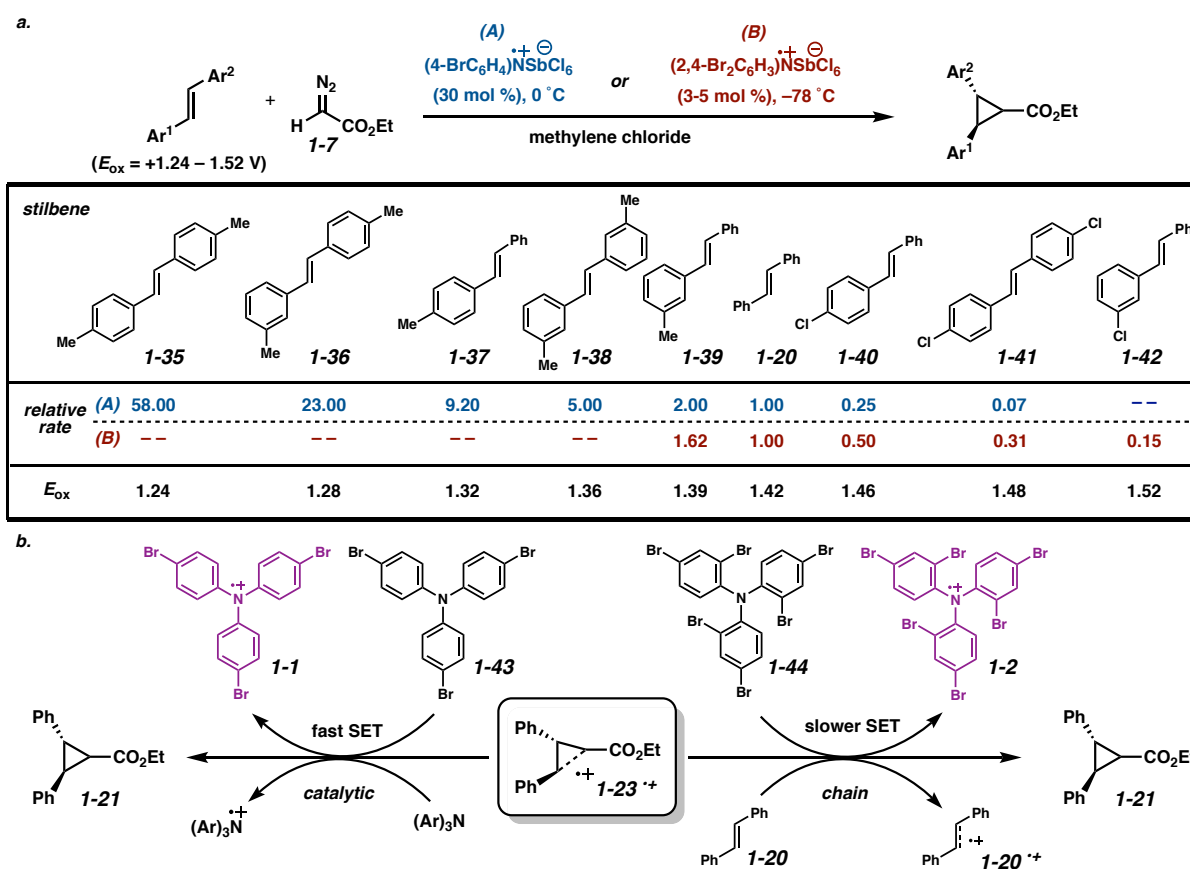 a.
(A)
(4-BrC6H4)N•+SbCl6⊖
(30 mol %), 0 ˚C
or
(B)
(2,4-Br2C6H3)N•+SbCl6⊖
(3-5 mol %), –78 ˚C
methylene chloride
Ar2
Ar1
(Eox = +1.24 – 1.52 V)
+
N2
H
CO2Et
1-7
Ar2
CO2Et
Ar1
stilbene
Me
Me
1-35
Me
Me
1-36
Ph
Me
1-37
Me
Me
1-38
Ph
Me
1-39
Ph
Ph
1-20
Ph
Cl
1-40
Cl
Cl
1-41
Ph
Cl
1-42
relative rate
(A) 58.00 23.00 9.20 5.00 2.00 1.00 0.25 0.07 – –
(B) – – – – – – – – 1.62 1.00 0.50 0.31 0.15
Eox 1.24 1.28 1.32 1.36 1.39 1.42 1.46 1.48 1.52
b.
Br
Br
•+
N
Br
1-1
Br
Br
N
Br
1-43
Br
Br
Br
N
Br
Br
Br
1-44
Br
Br
Br
•+
N
Br
Br
Br
1-2
Ph
CO2Et
Ph
1-21
fast SET
catalytic
(Ar)3N•+
(Ar)3N
Ph
CO2Et
Ph
•+
1-23•+
slower SET
chain
Ph
Ph
1-20
Ph
Ph
•+
1-20•+
Ph
CO2E
Ph
1-21